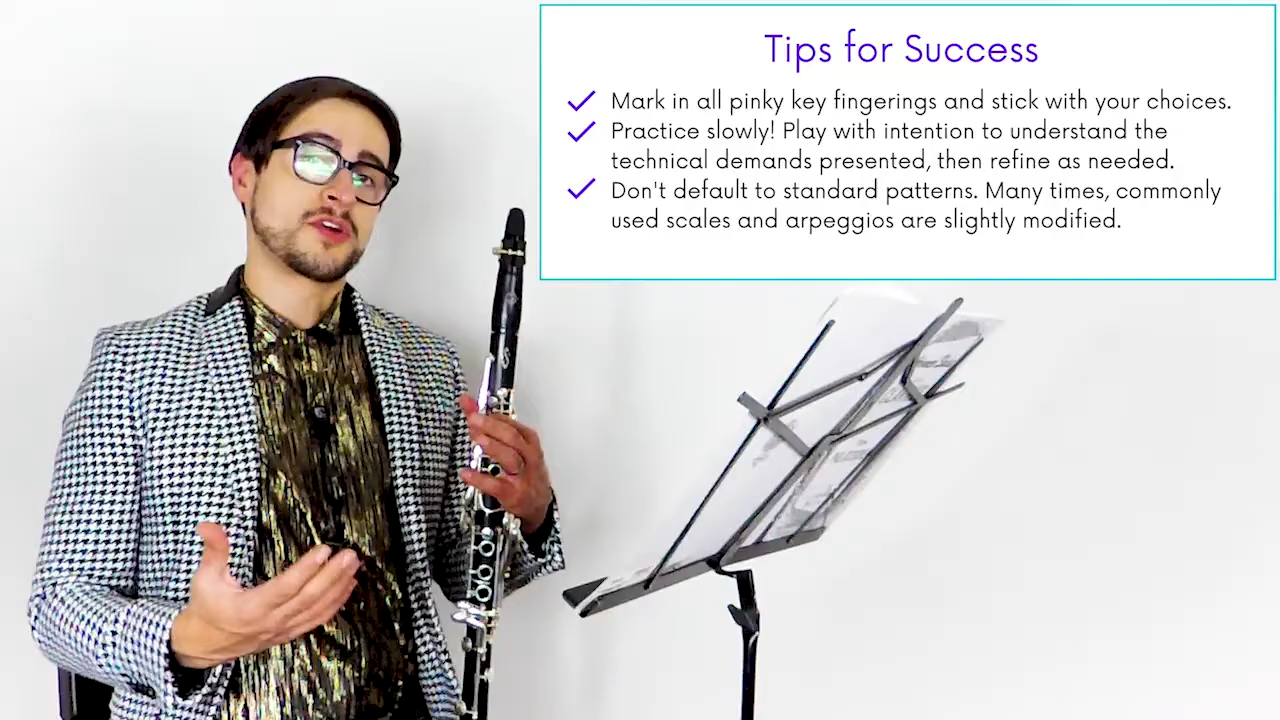 Tips for Success
Mark in all pinky key fingerings and stick with your choices.
Practice slowly! Play with intention to understand the
technical demands presented, then refine as needed.
Don't default to standard patterns. Many times, commonly
used scales and arpeggios are slightly modified.